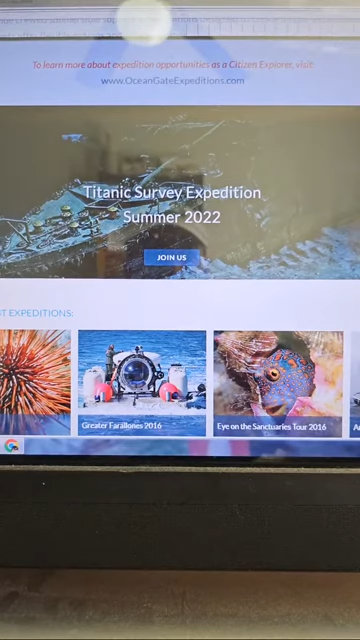 To learn more about expedition opportunities as a Citizen Explorer, visit:
www.OceanGateExpeditions.com
Titanic Survey Expedition
Summer 2022
JOIN US
EXPEDITIONS:
Greater Farallones 2016
Eye on the Sanctuaries Tour 2016